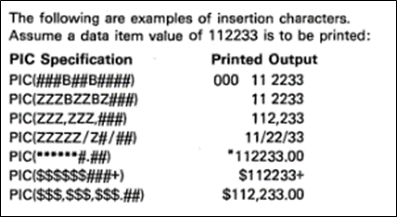 The following are examples of insertion characters.
Assume a data item value of 112233 is to be printed:
PIC Specification Printed Output
PIC(###B##B####) 000 11 2233
PIC(ZZZBZZBZ###) 11 2233
PIC(ZZZ,ZZZ,###) 112,233
PIC(ZZZZZ/Z#/##) 11/22/33
PIC(******#.##) *112233.00
PIC($$$$$$###+) $112233+
PIC($$$,$$$,$$$.##) $112,233.00